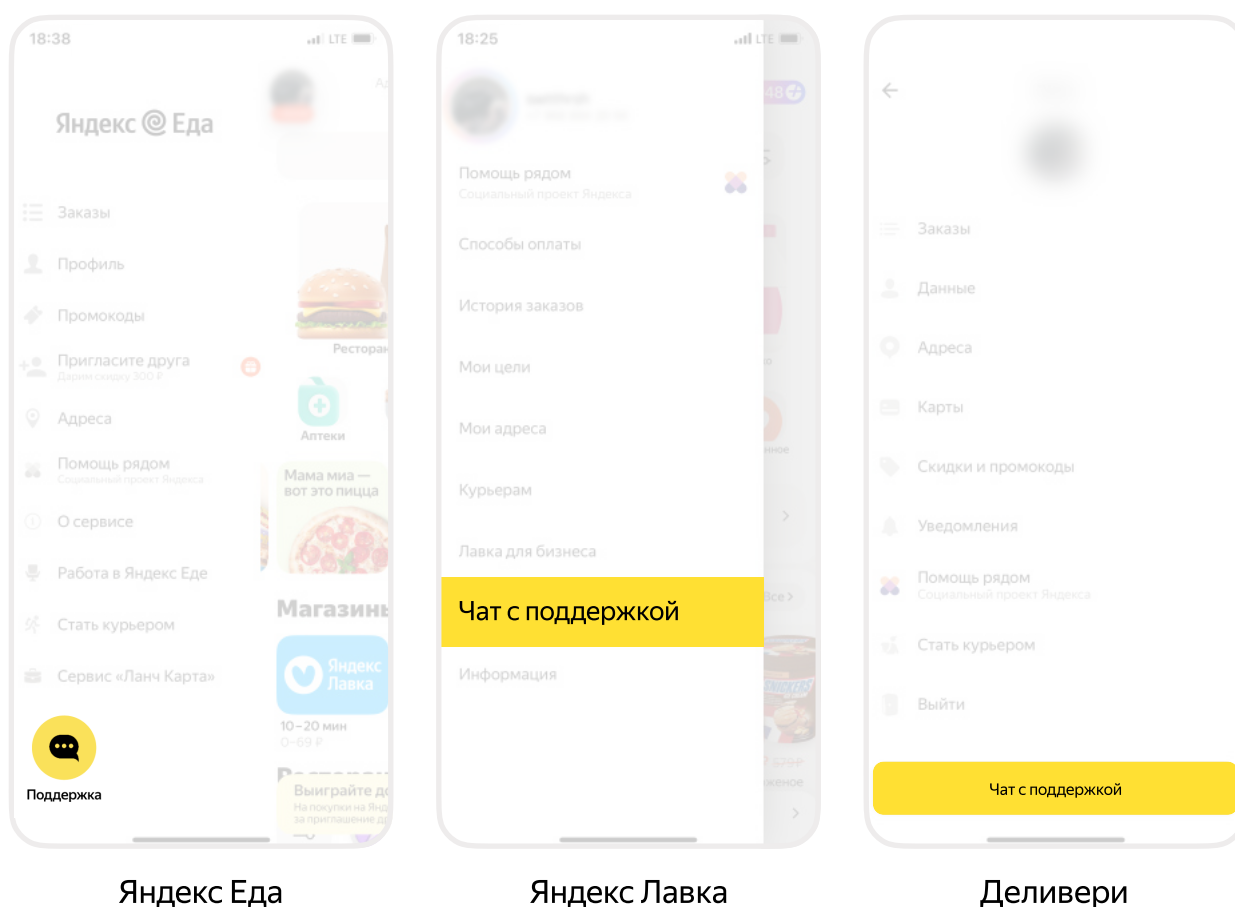 18:38
LTE
Яндекс Еда
Заказы
Профиль
Промокоды
Пригласите друга
Дарим скидку 300 ₽
Адреса
Помощь рядом
Социальный проект Яндекса
О сервисе
Работа в Яндекс Еде
Стать курьером
Сервис «Ланч Карта»
Поддержка
Ресторан
Аптеки
Мама миа —
вот это пицца
Магазины
Яндекс
Лавка
10–20 мин
0–69 ₽
Выиграйте
На покупки на
за приглашение
Яндекс Еда
18:25
LTE
48
Помощь рядом
Социальный проект Яндекса
Способы оплаты
История заказов
Мои цели
Мои адреса
Курьерам
Лавка для бизнеса
Чат с поддержкой
Информация
Все >
SNICKERS
Яндекс Лавка
Заказы
Данные
Адреса
Карты
Скидки и промокоды
Уведомления
Помощь рядом
Социальный проект Яндекса
Стать курьером
Выйти
Чат с поддержкой
Деливери